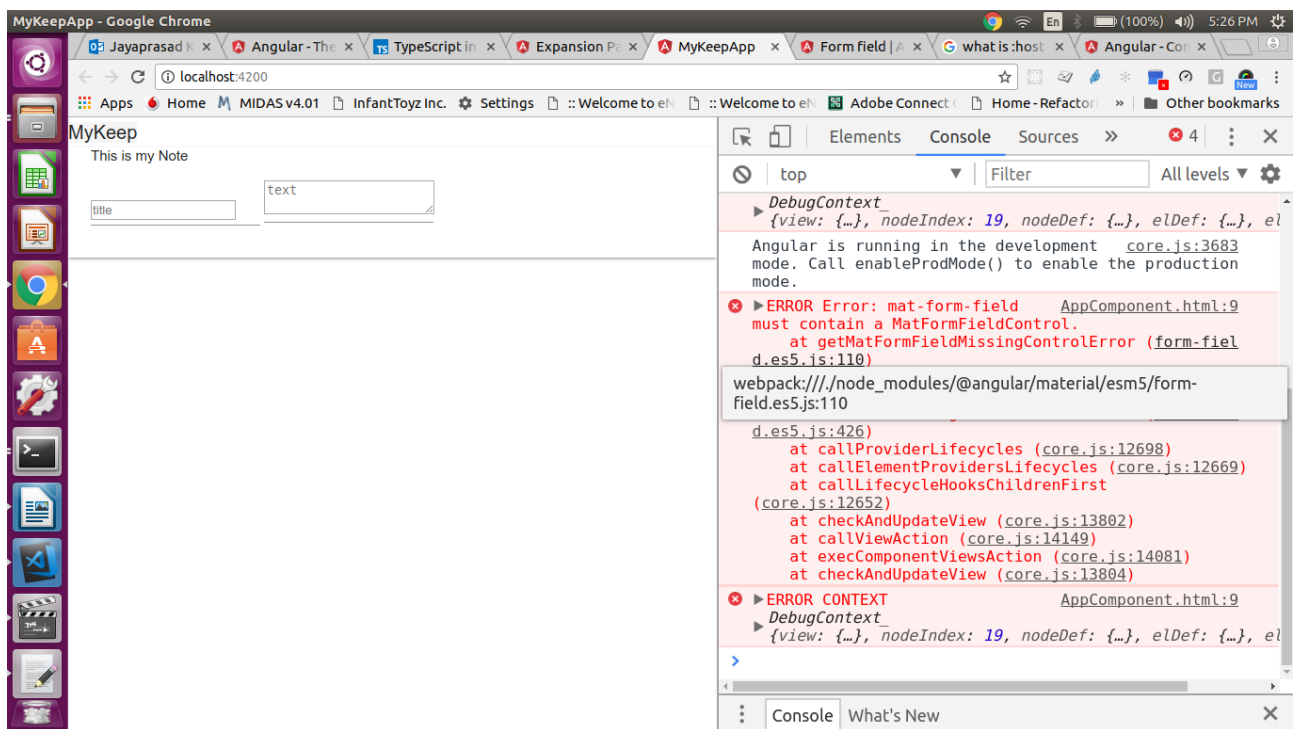 MyKeepApp - Google Chrome
En (100%) 5:26 PM
Jayaprasad K × Angular - The × TypeScript in × Expansion Pa × MyKeepApp × Form field | A × what is :host × Angular - Con ×
localhost:4200
New
Apps Home MIDAS v4.01 InfantToyz Inc. Settings :: Welcome to eN :: Welcome to eN Adobe Connect Home - Refactori » Other bookmarks
MyKeep
This is my Note
title
text
Elements Console Sources » 4
top Filter All levels
DebugContext_
{view: {…}, nodeIndex: 19, nodeDef: {…}, elDef: {…}, el
Angular is running in the development core.js:3683
mode. Call enableProdMode() to enable the production
mode.
ERROR Error: mat-form-field AppComponent.html:9
must contain a MatFormFieldControl.
at getMatFormFieldMissingControlError (form-fiel
d.es5.js:110)
webpack:///./node_modules/@angular/material/esm5/form-
field.es5.js:110
d.es5.js:426)
at callProviderLifecycles (core.js:12698)
at callElementProvidersLifecycles (core.js:12669)
at callLifecycleHooksChildrenFirst
(core.js:12652)
at checkAndUpdateView (core.js:13802)
at callViewAction (core.js:14149)
at execComponentViewsAction (core.js:14081)
at checkAndUpdateView (core.js:13804)
ERROR CONTEXT AppComponent.html:9
DebugContext_
{view: {…}, nodeIndex: 19, nodeDef: {…}, elDef: {…}, el
Console What's New